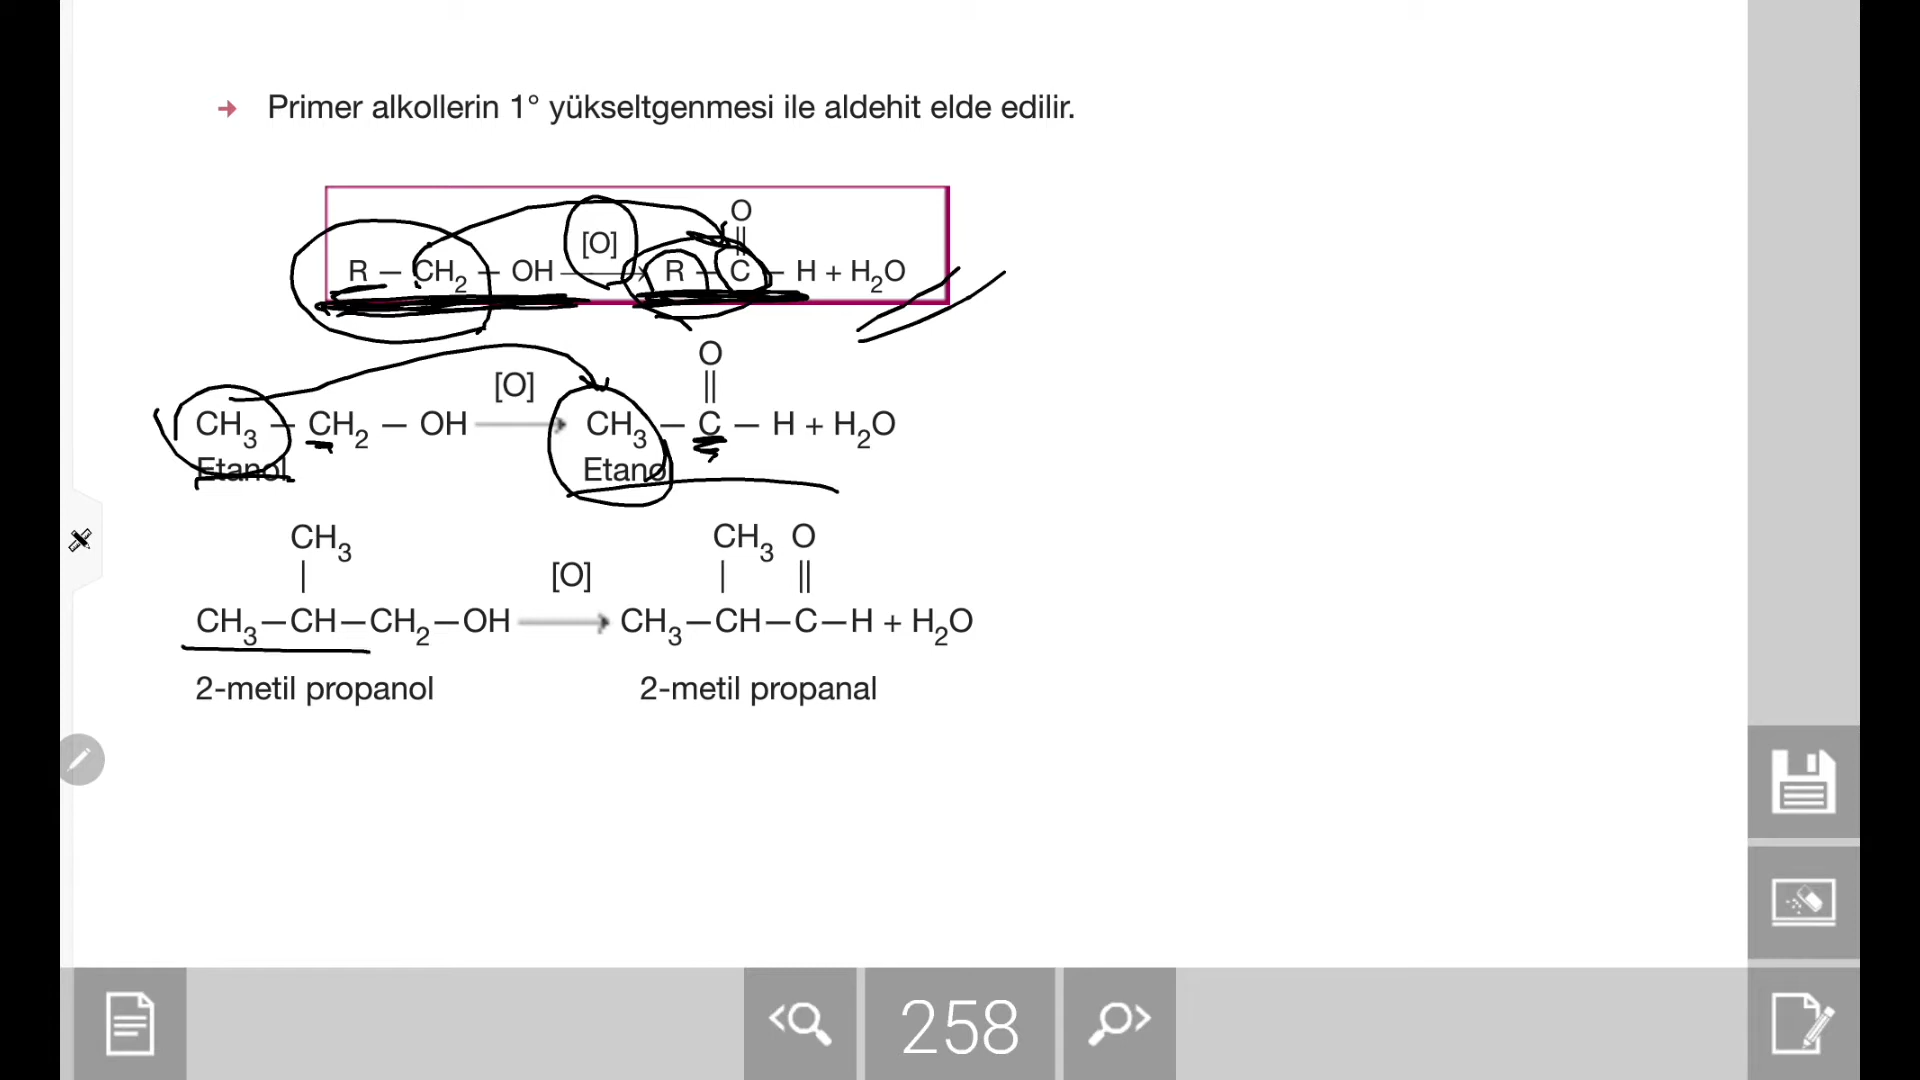 → Primer alkollerin 1° yükseltgenmesi ile aldehit elde edilir.
O
[O] ||
R – CH₂ – OH ⟶ R – C – H + H₂O
O
[O] ||
CH₃ – CH₂ – OH ⟶ CH₃ – C – H + H₂O
Etanol
CH₃ CH₃ O
| [O] | ||
CH₃–CH–CH₂–OH ⟶ CH₃–CH–C–H + H₂O
2-metil propanol 2-metil propanal
258